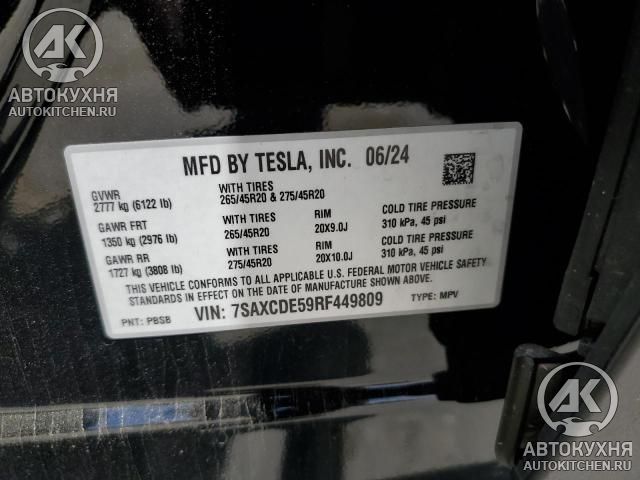 AK
АВТОКУХНЯ
AUTOKITCHEN.RU
MFD BY TESLA, INC. 06/24
GVWR
2777 kg (6122 lb)
WITH TIRES
265/45R20 & 275/45R20
GAWR FRT
1350 kg (2976 lb)
WITH TIRES
265/45R20
RIM
20X9.0J
COLD TIRE PRESSURE
310 kPa, 45 psi
GAWR RR
1727 kg (3808 lb)
WITH TIRES
275/45R20
RIM
20X10.0J
COLD TIRE PRESSURE
310 kPa, 45 psi
THIS VEHICLE CONFORMS TO ALL APPLICABLE U.S. FEDERAL MOTOR VEHICLE SAFETY
STANDARDS IN EFFECT ON THE DATE OF MANUFACTURE SHOWN ABOVE.
PNT: PBSB
VIN: 7SAXCDE59RF449809
TYPE: MPV
AK
АВТОКУХНЯ
AUTOKITCHEN.RU